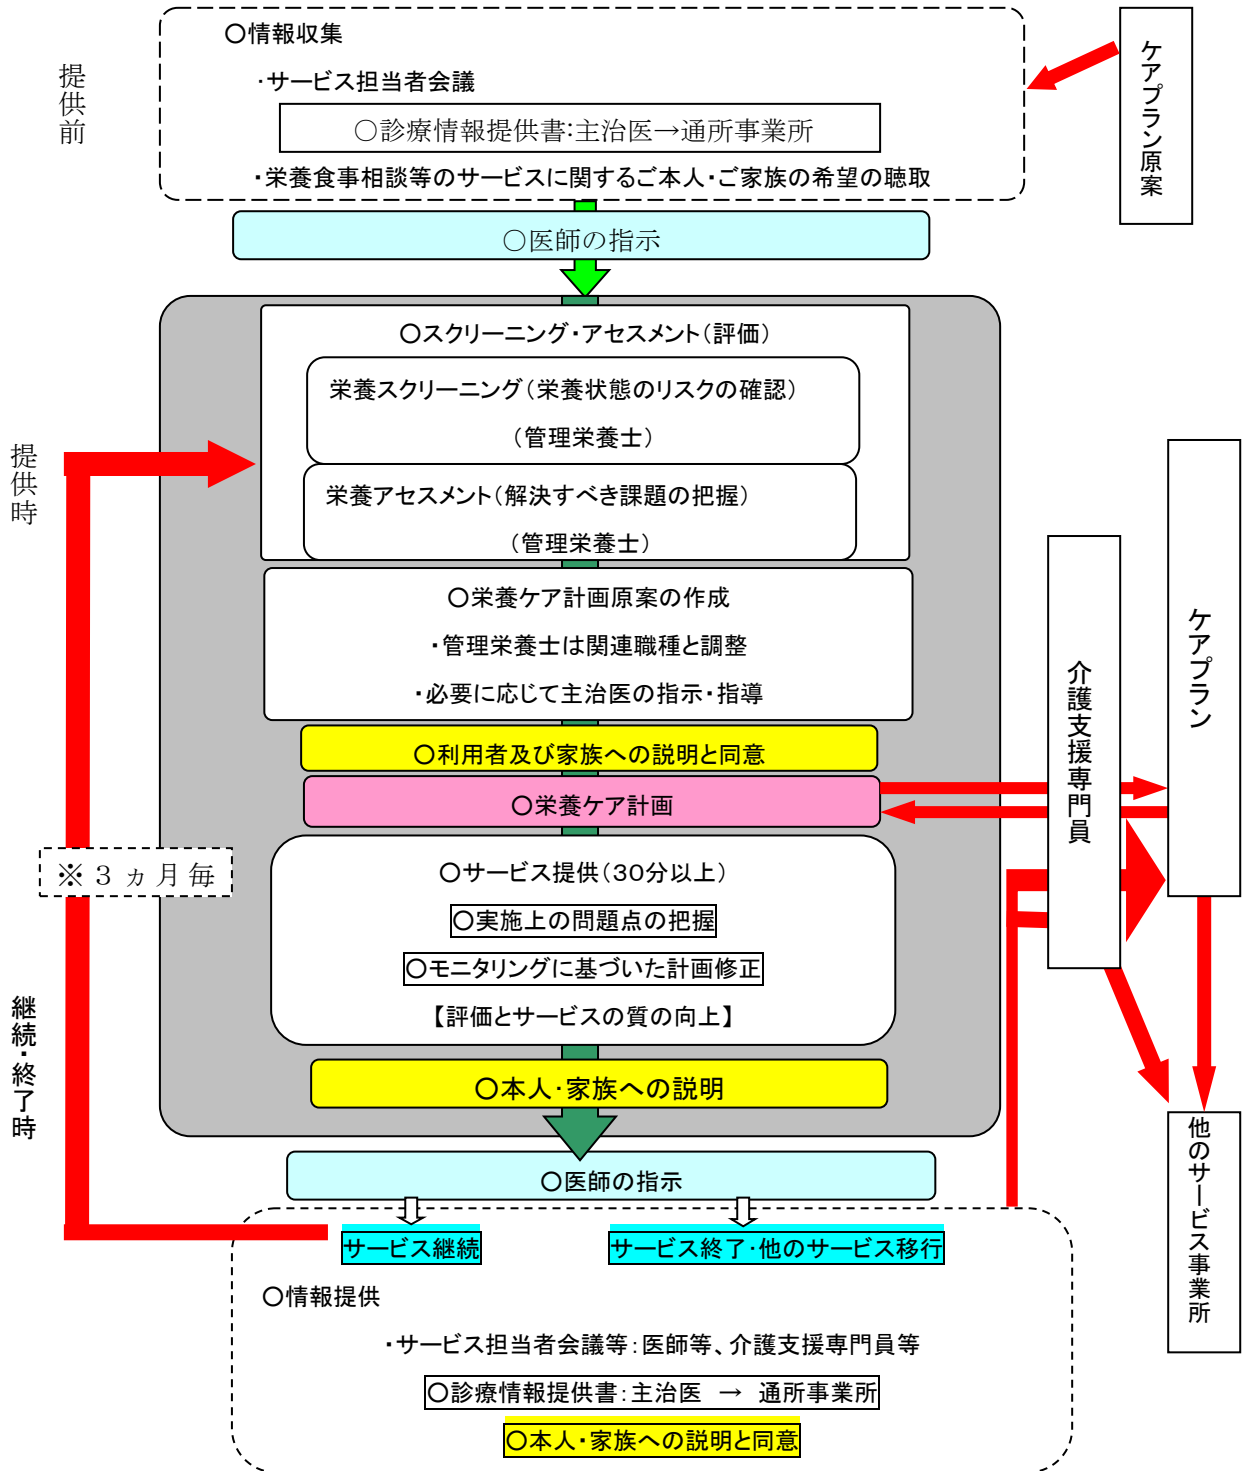 〇情報収集
・サービス担当者会議
〇診療情報提供書：主治医→通所事業所
・栄養食事相談等のサービスに関するご本人・ご家族の希望の聴取
提供前
ケアプラン原案
〇医師の指示
〇スクリーニング・アセスメント（評価）
栄養スクリーニング（栄養状態のリスクの確認）
（管理栄養士）
栄養アセスメント（解決すべき課題の把握）
（管理栄養士）
提供時
〇栄養ケア計画原案の作成
・管理栄養士は関連職種と調整
・必要に応じて主治医の指示・指導
〇利用者及び家族への説明と同意
〇栄養ケア計画
介護支援専門員
ケアプラン
※３ヵ月毎
〇サービス提供（30分以上）
〇実施上の問題点の把握
〇モニタリングに基づいた計画修正
【評価とサービスの質の向上】
〇本人・家族への説明
継続・終了時
他のサービス事業所
〇医師の指示
サービス継続
サービス終了・他のサービス移行
〇情報提供
・サービス担当者会議等：医師等、介護支援専門員等
〇診療情報提供書：主治医　→　通所事業所
〇本人・家族への説明と同意